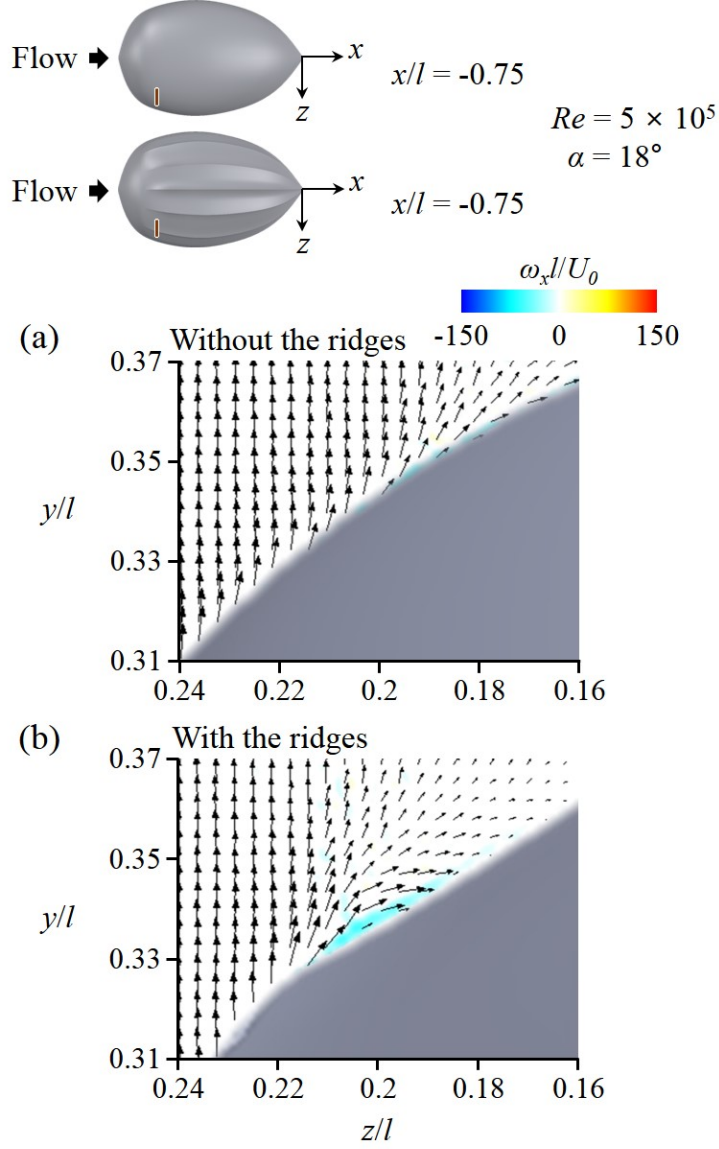 Flow x
x/l = -0.75
z
Re = 5 × 10⁵
α = 18°
Flow x
x/l = -0.75
z
ωₓl/U₀
-150 0 150
(a) Without the ridges
0.37
0.35
y/l
0.33
0.31
0.24 0.22 0.2 0.18 0.16
(b) With the ridges
0.37
0.35
y/l
0.33
0.31
0.24 0.22 0.2 0.18 0.16
z/l